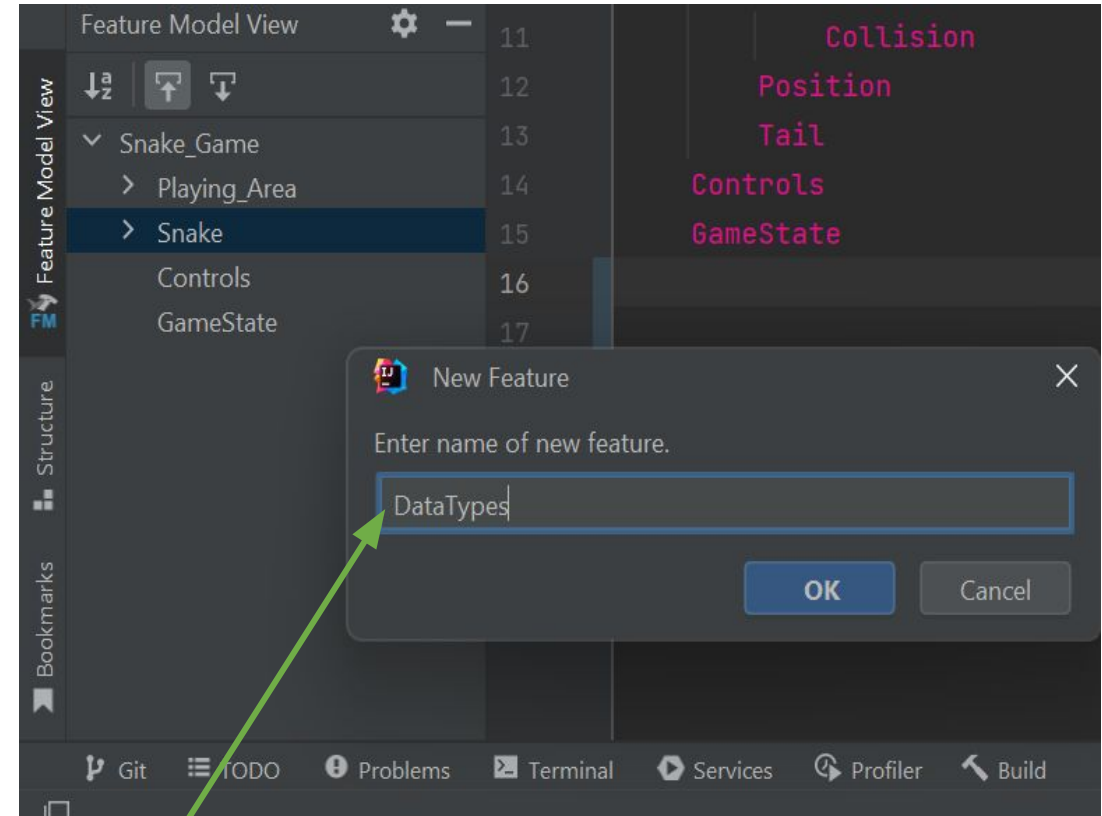 Feature Model View
Feature Model View
Snake_Game
Playing_Area
Snake
Controls
GameState
FM
Structure
Bookmarks
11 Collision
12 Position
13 Tail
14 Controls
15 GameState
16
17
New Feature
Enter name of new feature.
DataTypes
OK Cancel
Git TODO Problems Terminal Services Profiler Build